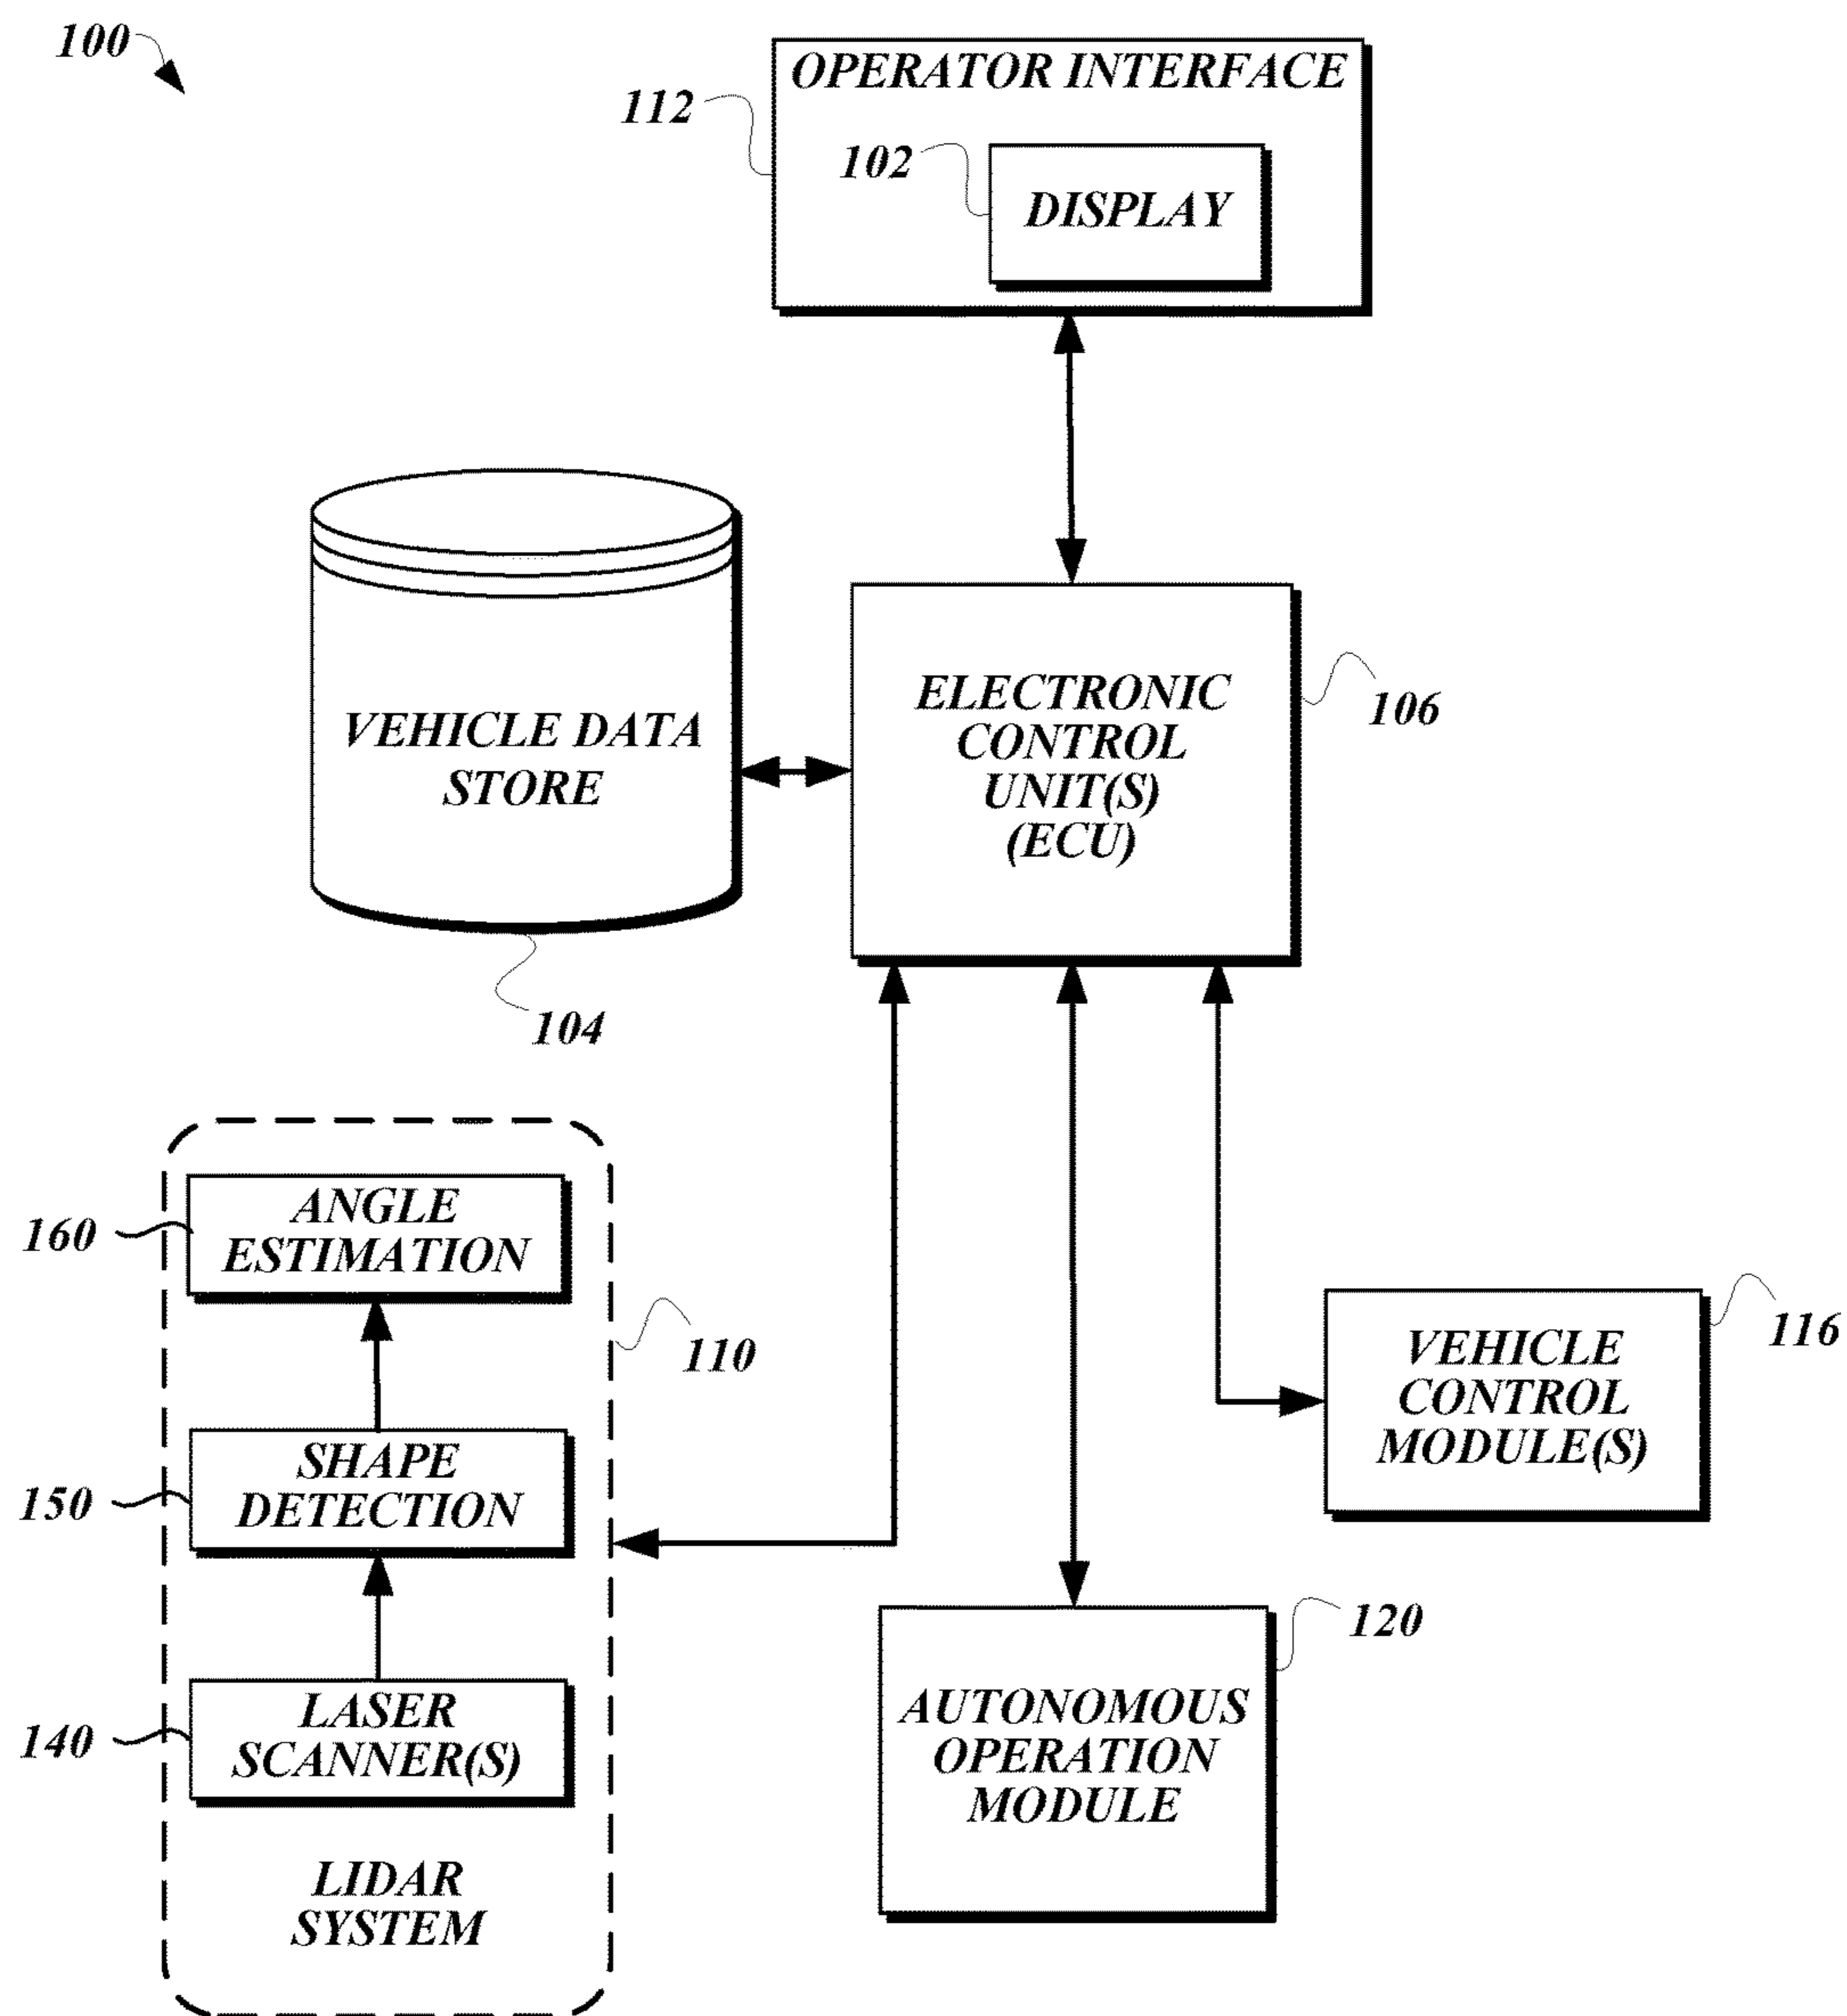 100
OPERATOR INTERFACE
112
102
DISPLAY
ELECTRONIC
CONTROL
UNIT(S)
(ECU)
106
VEHICLE DATA
STORE
104
ANGLE
ESTIMATION
160
110
SHAPE
DETECTION
150
LASER
SCANNER(S)
140
LIDAR
SYSTEM
VEHICLE
CONTROL
MODULE(S)
116
120
AUTONOMOUS
OPERATION
MODULE